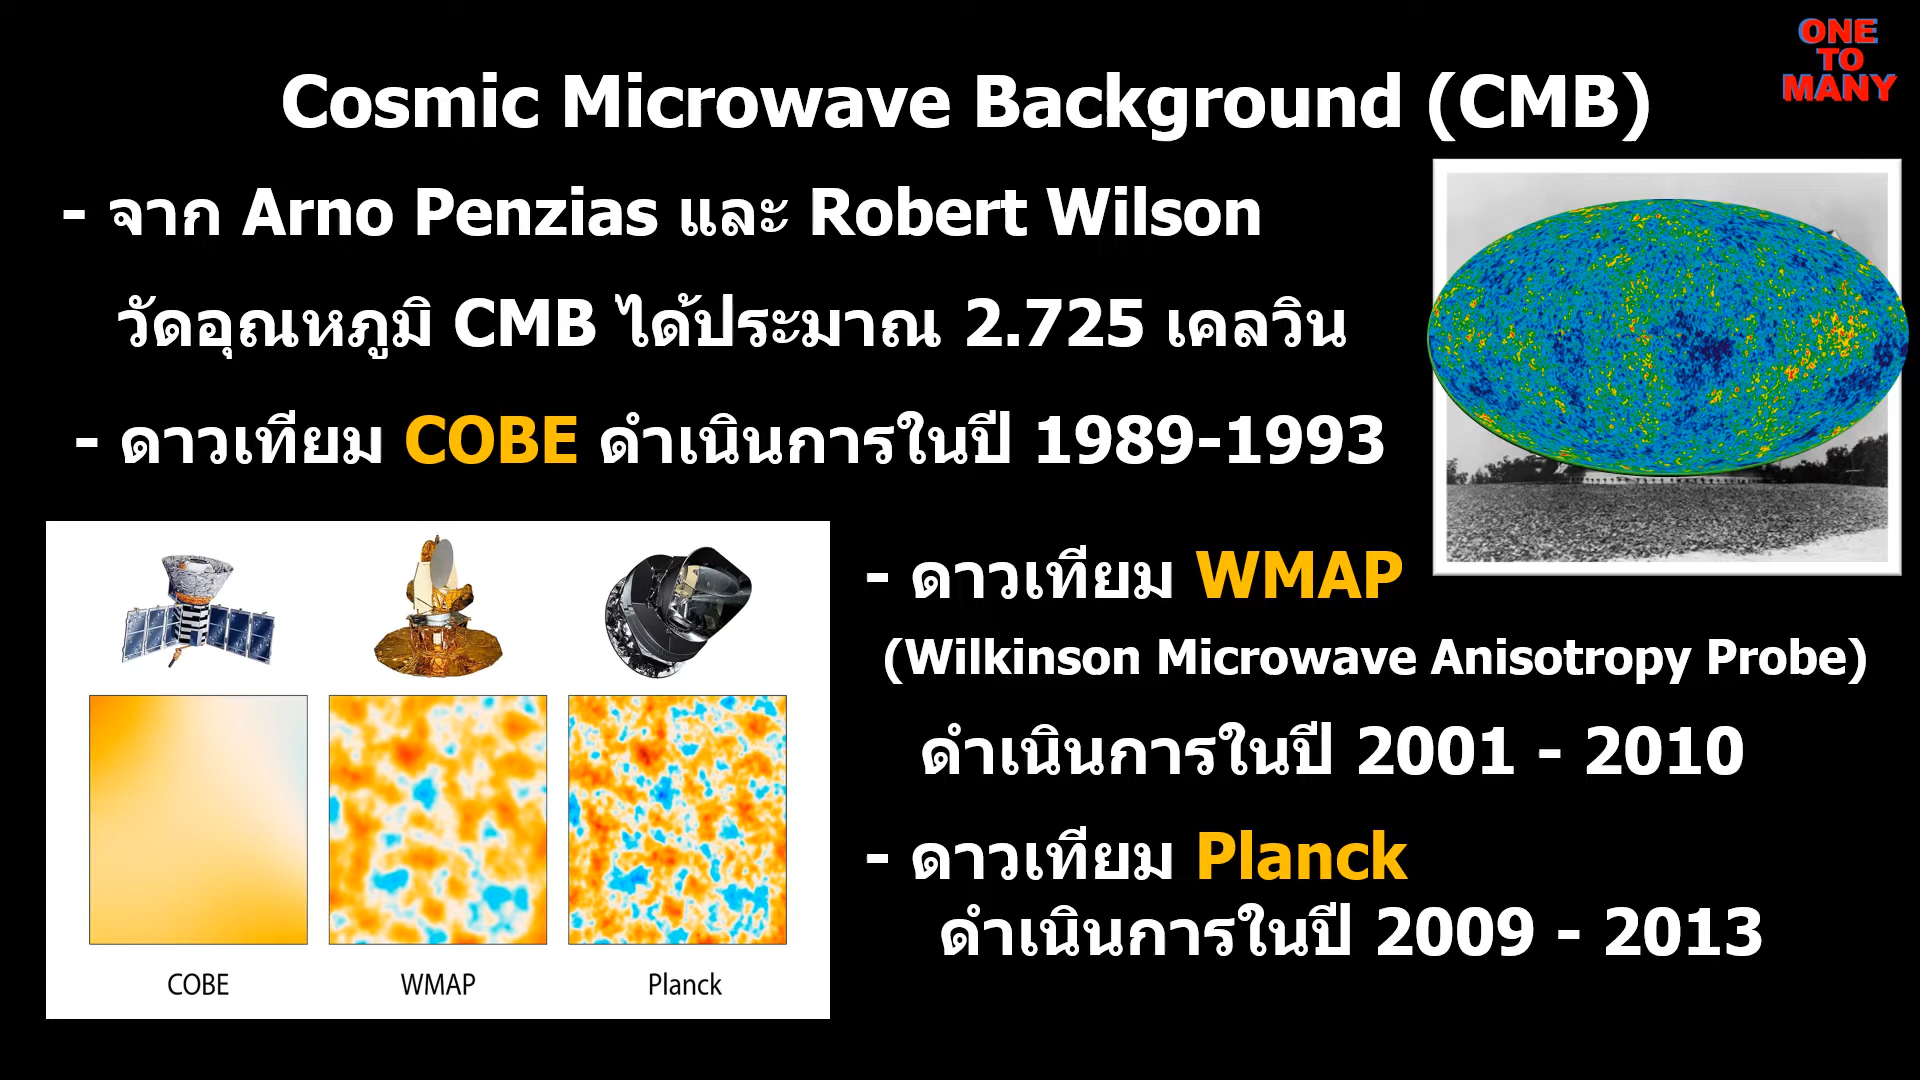 ONE
TO
MANY
Cosmic Microwave Background (CMB)
- จาก Arno Penzias และ Robert Wilson
วัดอุณหภูมิ CMB ได้ประมาณ 2.725 เคลวิน
- ดาวเทียม COBE ดำเนินการในปี 1989-1993
- ดาวเทียม WMAP
(Wilkinson Microwave Anisotropy Probe)
ดำเนินการในปี 2001 - 2010
- ดาวเทียม Planck
ดำเนินการในปี 2009 - 2013
COBE
WMAP
Planck